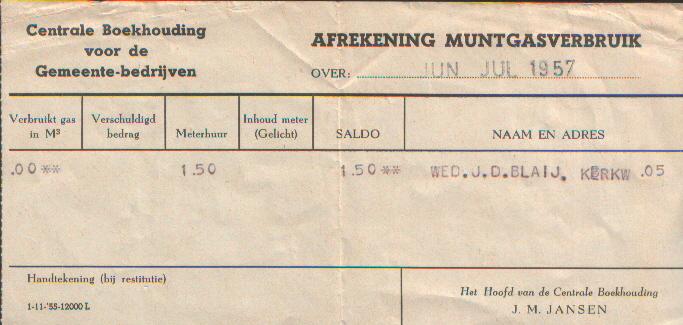 Centrale Boekhouding
voor de
Gemeente-bedrijven
AFREKENING MUNTGASVERBRUIK
OVER: JUN JUL 1957
Verbruikt gas in M³ Verschuldigd bedrag Meterhuur Inhoud meter (Gelicht) SALDO NAAM EN ADRES
.00** 1.50 1.50** WED.J.D.BLAIJ. KERKW .05
Handtekening (bij restitutie)
1-11-'55-12000 L
Het Hoofd van de Centrale Boekhouding
J. M. JANSEN